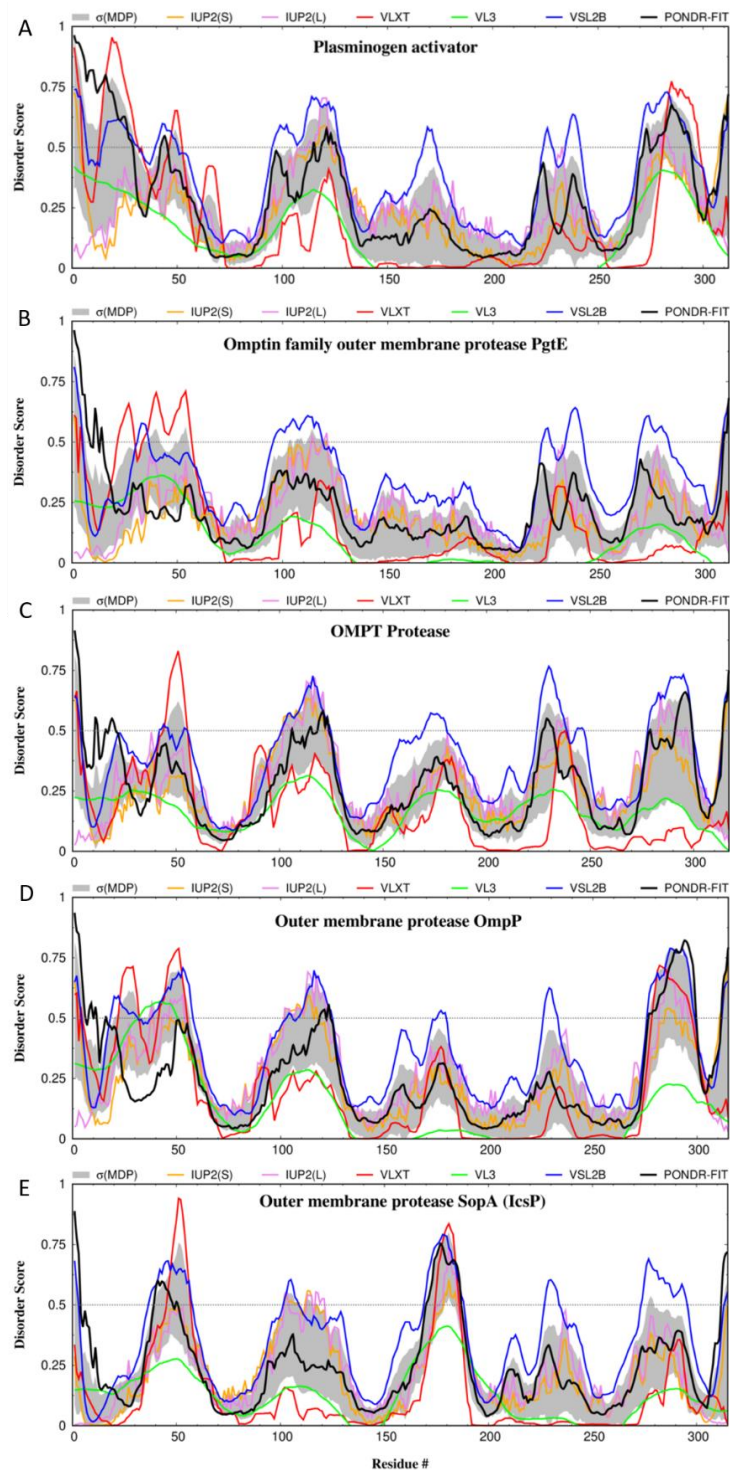 A
σ(MDP) IUP2(S) IUP2(L) VLXT VL3 VSL2B PONDR-FIT
Plasminogen activator
Disorder Score
1
0.75
0.5
0.25
0
0 50 100 150 200 250 300
B
σ(MDP) IUP2(S) IUP2(L) VLXT VL3 VSL2B PONDR-FIT
Omptin family outer membrane protease PgtE
Disorder Score
1
0.75
0.5
0.25
0
0 50 100 150 200 250 300
C
σ(MDP) IUP2(S) IUP2(L) VLXT VL3 VSL2B PONDR-FIT
OMPT Protease
Disorder Score
1
0.75
0.5
0.25
0
0 50 100 150 200 250 300
D
σ(MDP) IUP2(S) IUP2(L) VLXT VL3 VSL2B PONDR-FIT
Outer membrane protease OmpP
Disorder Score
1
0.75
0.5
0.25
0
0 50 100 150 200 250 300
E
σ(MDP) IUP2(S) IUP2(L) VLXT VL3 VSL2B PONDR-FIT
Outer membrane protease SopA (IcsP)
Disorder Score
1
0.75
0.5
0.25
0
0 50 100 150 200 250 300
Residue #